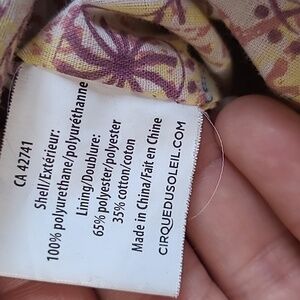 CA 42741
Shell/Extérieur:
100% polyurethane/polyuréthanne
Lining/Doublure:
65% polyester/polyester
35% cotton/coton
Made in China/Fait en Chine
CIRQUEDUSOLEIL.COM